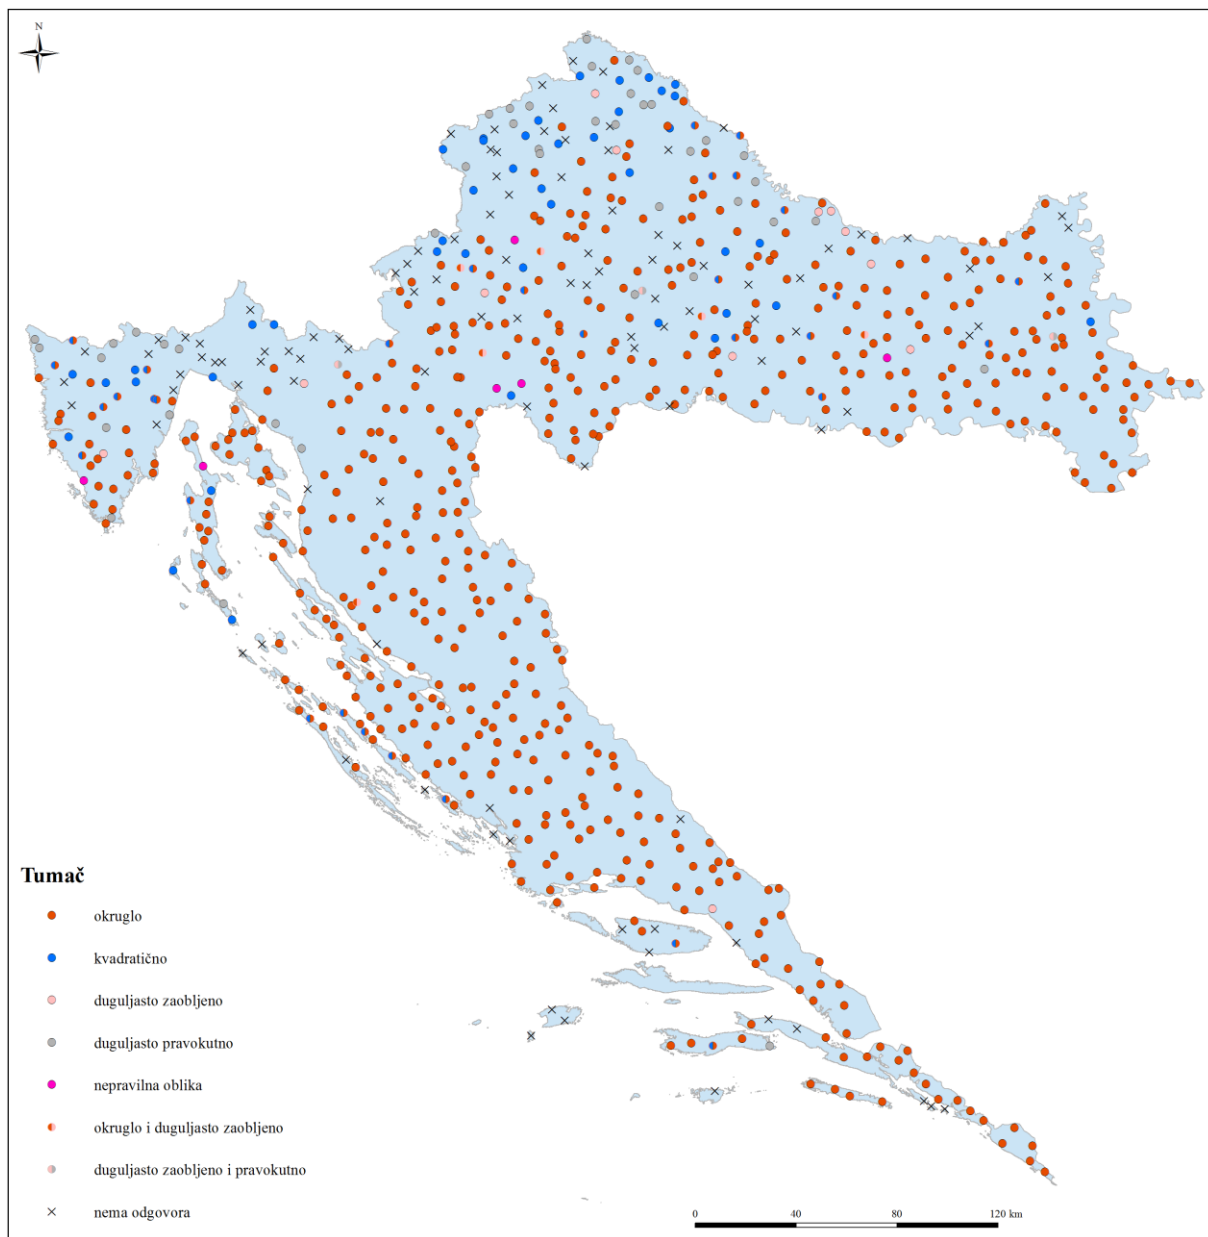 N
Tumač
okruglo
kvadratično
duguljasto zaobljeno
duguljasto pravokutno
nepravilna oblika
okruglo i duguljasto zaobljeno
duguljasto zaobljeno i pravokutno
nema odgovora
0 40 80 120 km